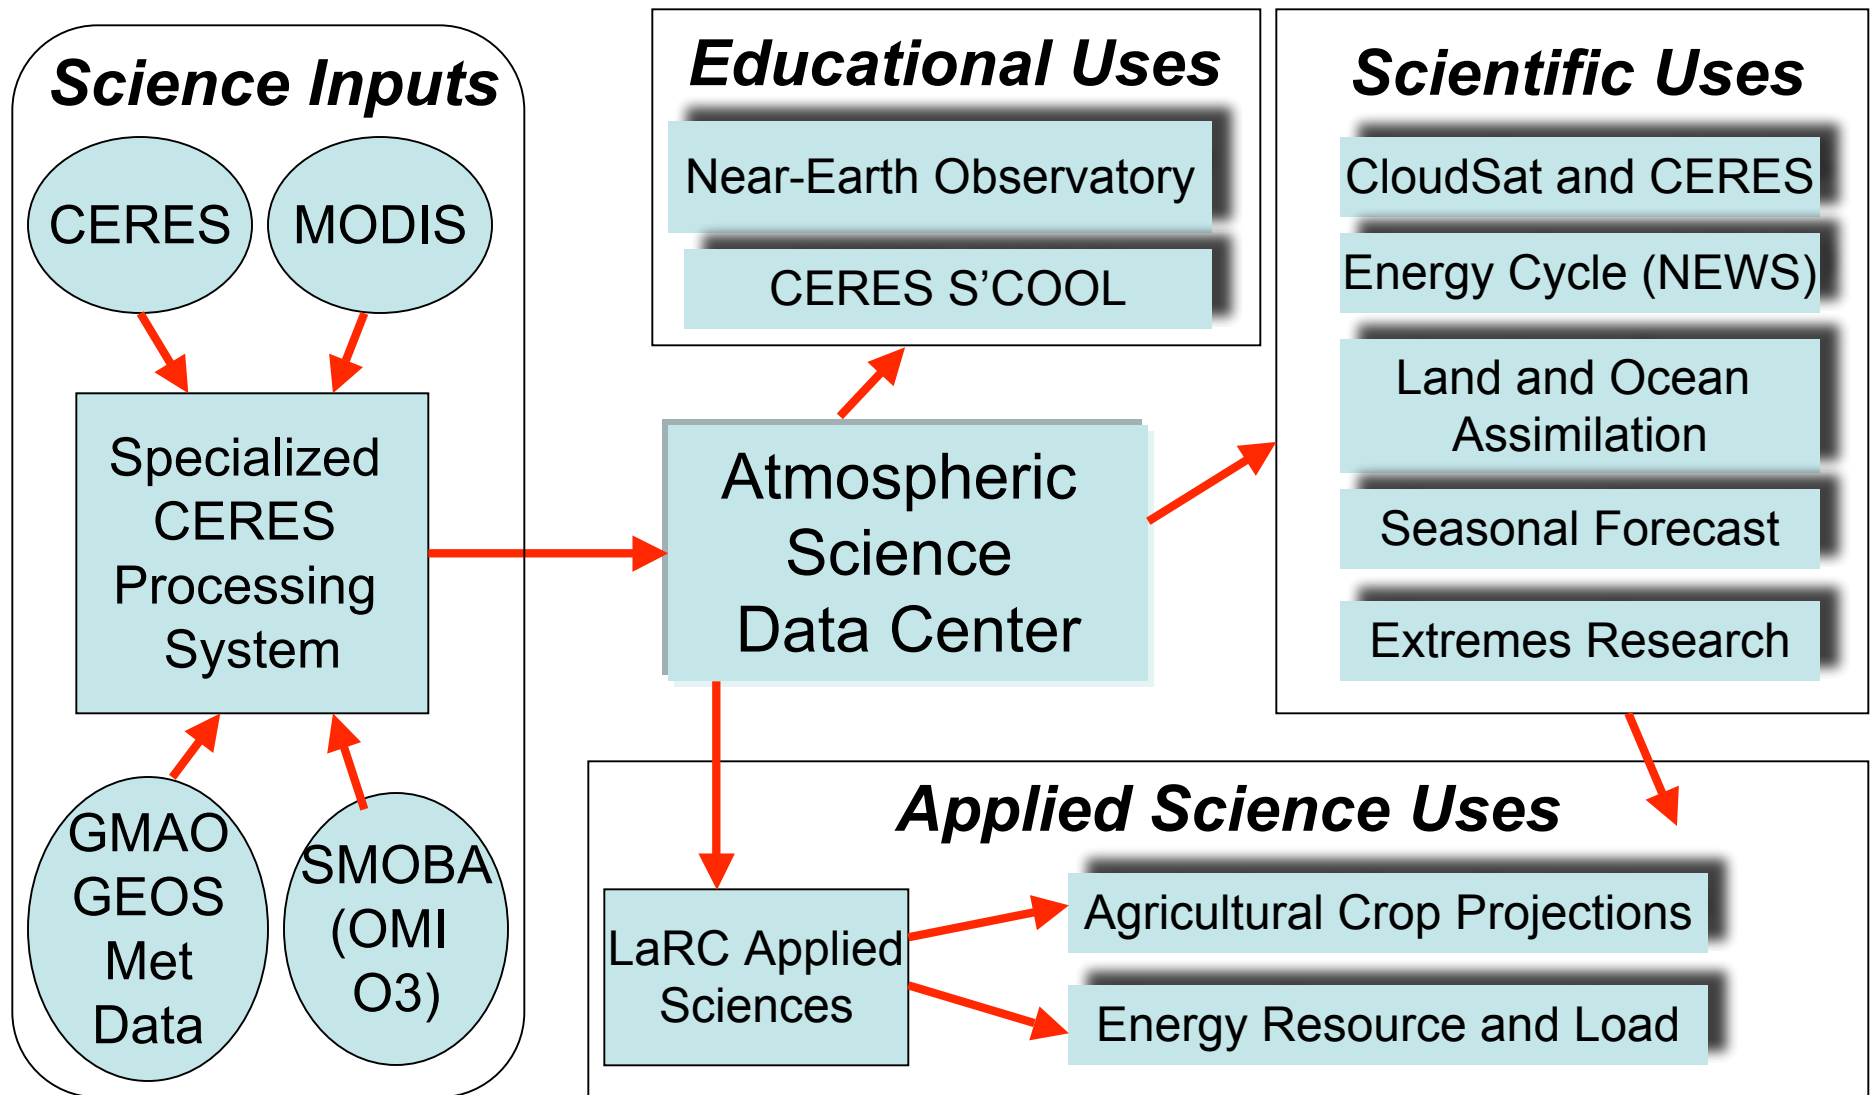 Science Inputs
CERES
MODIS
Specialized
CERES
Processing
System
GMAO
GEOS
Met
Data
SMOBA
(OMI
O3)
Educational Uses
Near-Earth Observatory
CERES S’COOL
Atmospheric
Science
Data Center
Scientific Uses
CloudSat and CERES
Energy Cycle (NEWS)
Land and Ocean
Assimilation
Seasonal Forecast
Extremes Research
Applied Science Uses
LaRC Applied
Sciences
Agricultural Crop Projections
Energy Resource and Load